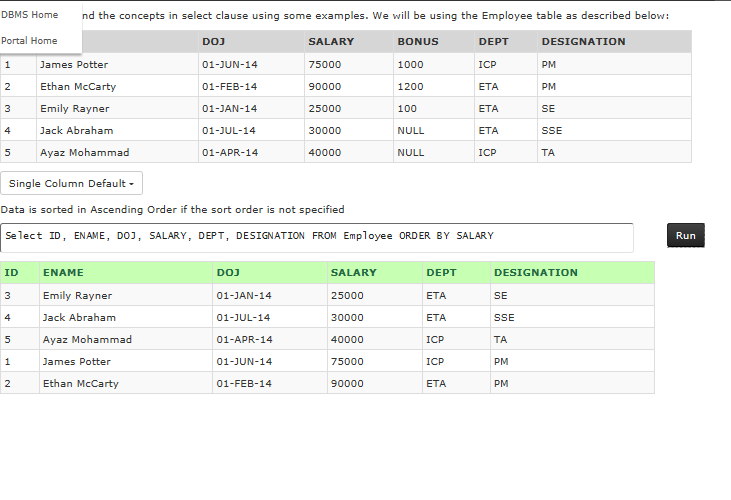 DBMS Home
Portal Home
nd the concepts in select clause using some examples. We will be using the Employee table as described below:
DOJ SALARY BONUS DEPT DESIGNATION
1 James Potter 01-JUN-14 75000 1000 ICP PM
2 Ethan McCarty 01-FEB-14 90000 1200 ETA PM
3 Emily Rayner 01-JAN-14 25000 100 ETA SE
4 Jack Abraham 01-JUL-14 30000 NULL ETA SSE
5 Ayaz Mohammad 01-APR-14 40000 NULL ICP TA
Single Column Default
Data is sorted in Ascending Order if the sort order is not specified
Select ID, ENAME, DOJ, SALARY, DEPT, DESIGNATION FROM Employee ORDER BY SALARY
Run
ID ENAME DOJ SALARY DEPT DESIGNATION
3 Emily Rayner 01-JAN-14 25000 ETA SE
4 Jack Abraham 01-JUL-14 30000 ETA SSE
5 Ayaz Mohammad 01-APR-14 40000 ICP TA
1 James Potter 01-JUN-14 75000 ICP PM
2 Ethan McCarty 01-FEB-14 90000 ETA PM